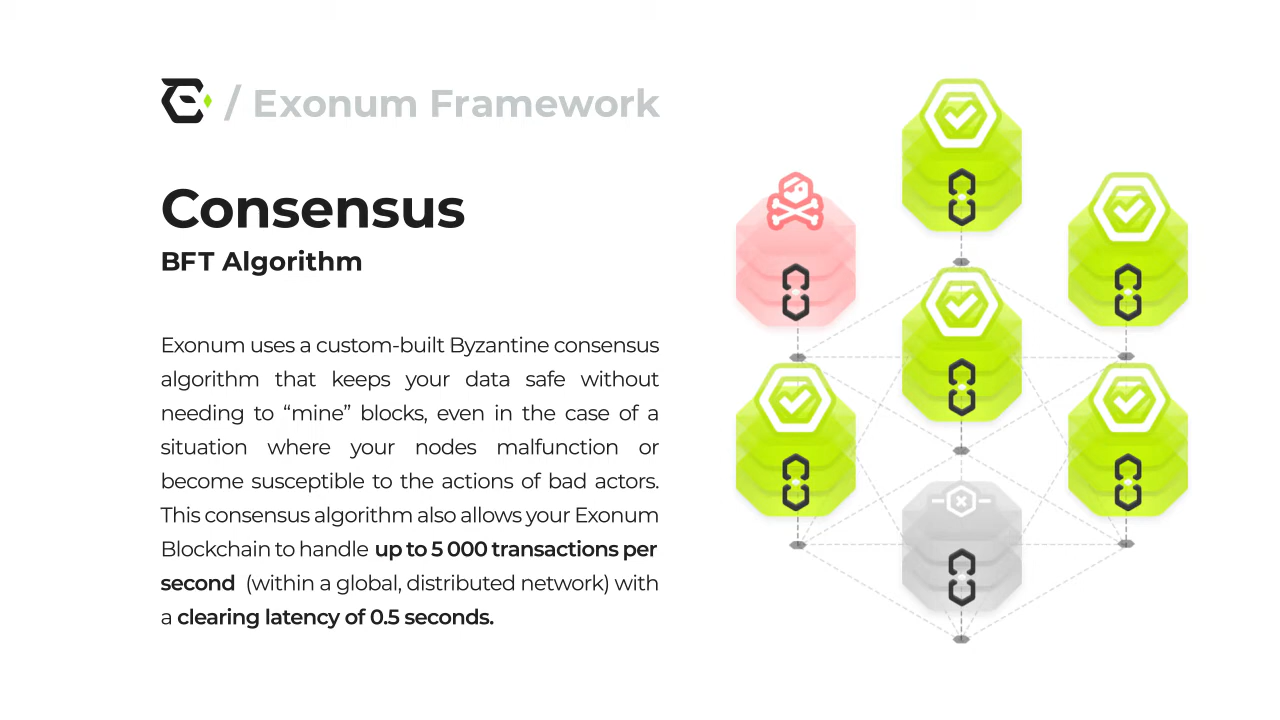 / Exonum Framework
Consensus
BFT Algorithm
Exonum uses a custom-built Byzantine consensus
algorithm that keeps your data safe without
needing to “mine” blocks, even in the case of a
situation where your nodes malfunction or
become susceptible to the actions of bad actors.
This consensus algorithm also allows your Exonum
Blockchain to handle up to 5 000 transactions per
second (within a global, distributed network) with
a clearing latency of 0.5 seconds.